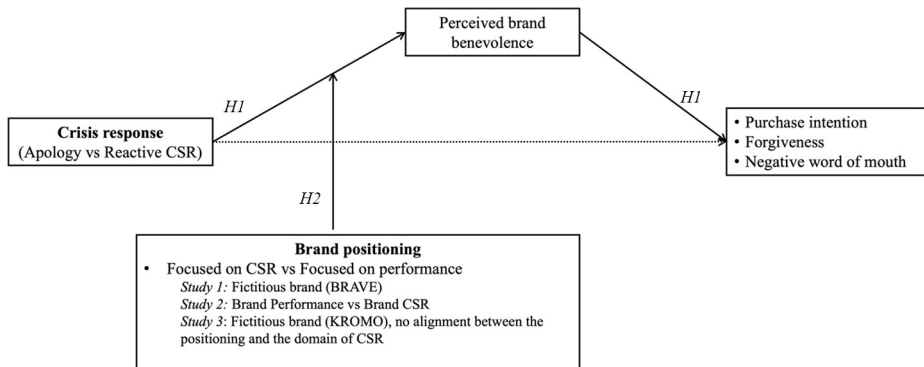 Perceived brand
benevolence
H1
H1
Crisis response
(Apology vs Reactive CSR)
• Purchase intention
• Forgiveness
• Negative word of mouth
H2
Brand positioning
• Focused on CSR vs Focused on performance
Study 1: Fictitious brand (BRAVE)
Study 2: Brand Performance vs Brand CSR
Study 3: Fictitious brand (KROMO), no alignment between the
positioning and the domain of CSR